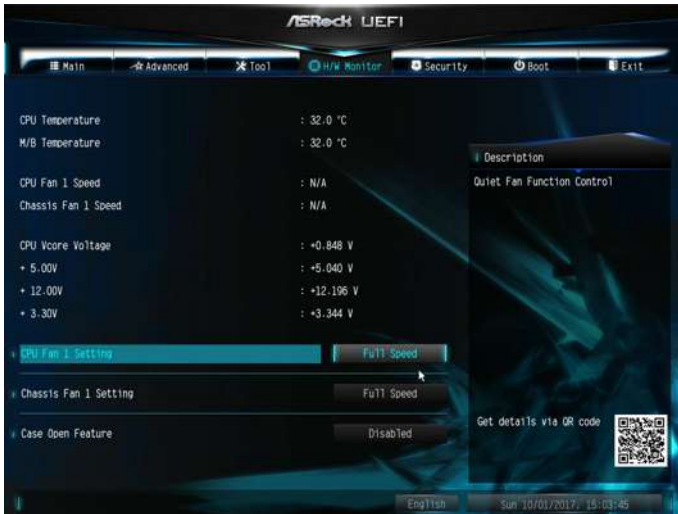 ASRock UEFI
Main Advanced Tool H/W Monitor Security Boot Exit
CPU Temperature : 32.0 °C
M/B Temperature : 32.0 °C
Description
Quiet Fan Function Control
CPU Fan 1 Speed : N/A
Chassis Fan 1 Speed : N/A
CPU Vcore Voltage : +0.848 V
+ 5.00V : +5.040 V
+ 12.00V : +12.196 V
+ 3.30V : +3.344 V
CPU Fan 1 Setting Full Speed
Chassis Fan 1 Setting Full Speed
Get details via QR code
Case Open Feature Disabled
English Sun 10/01/2017, 15:03:45